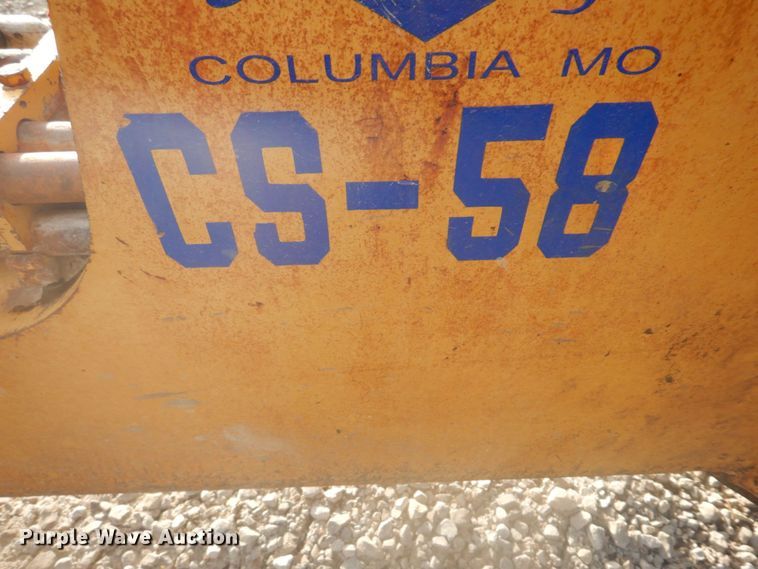 COLUMBIA MO
CS-58
Purple Wave Auction